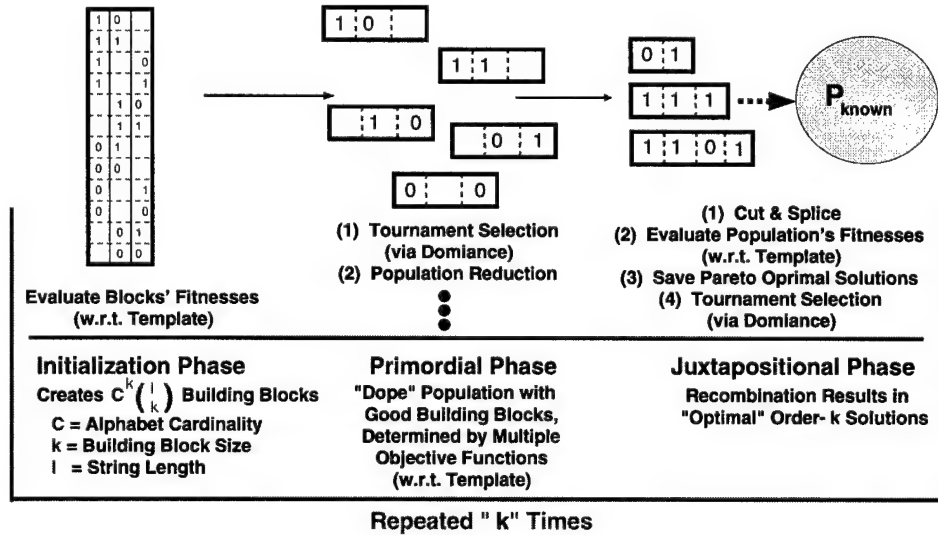 1 0
1 1
1 0
1 1
1 0
1 1
0 1
0 0
0 1
0 0
0 1
0 0
Evaluate Blocks' Fitnesses
(w.r.t. Template)
1 0
1 1
1 0
0 1
0 0
(1) Tournament Selection
(via Domiance)
(2) Population Reduction
0 1
1 1 1
1 1 0 1
P known
(1) Cut & Splice
(2) Evaluate Population's Fitnesses
(w.r.t. Template)
(3) Save Pareto Oprimal Solutions
(4) Tournament Selection
(via Domiance)
Initialization Phase
Creates C^k (l k) Building Blocks
C = Alphabet Cardinality
k = Building Block Size
l = String Length
Primordial Phase
"Dope" Population with
Good Building Blocks,
Determined by Multiple
Objective Functions
(w.r.t. Template)
Juxtapositional Phase
Recombination Results in
"Optimal" Order- k Solutions
Repeated " k" Times